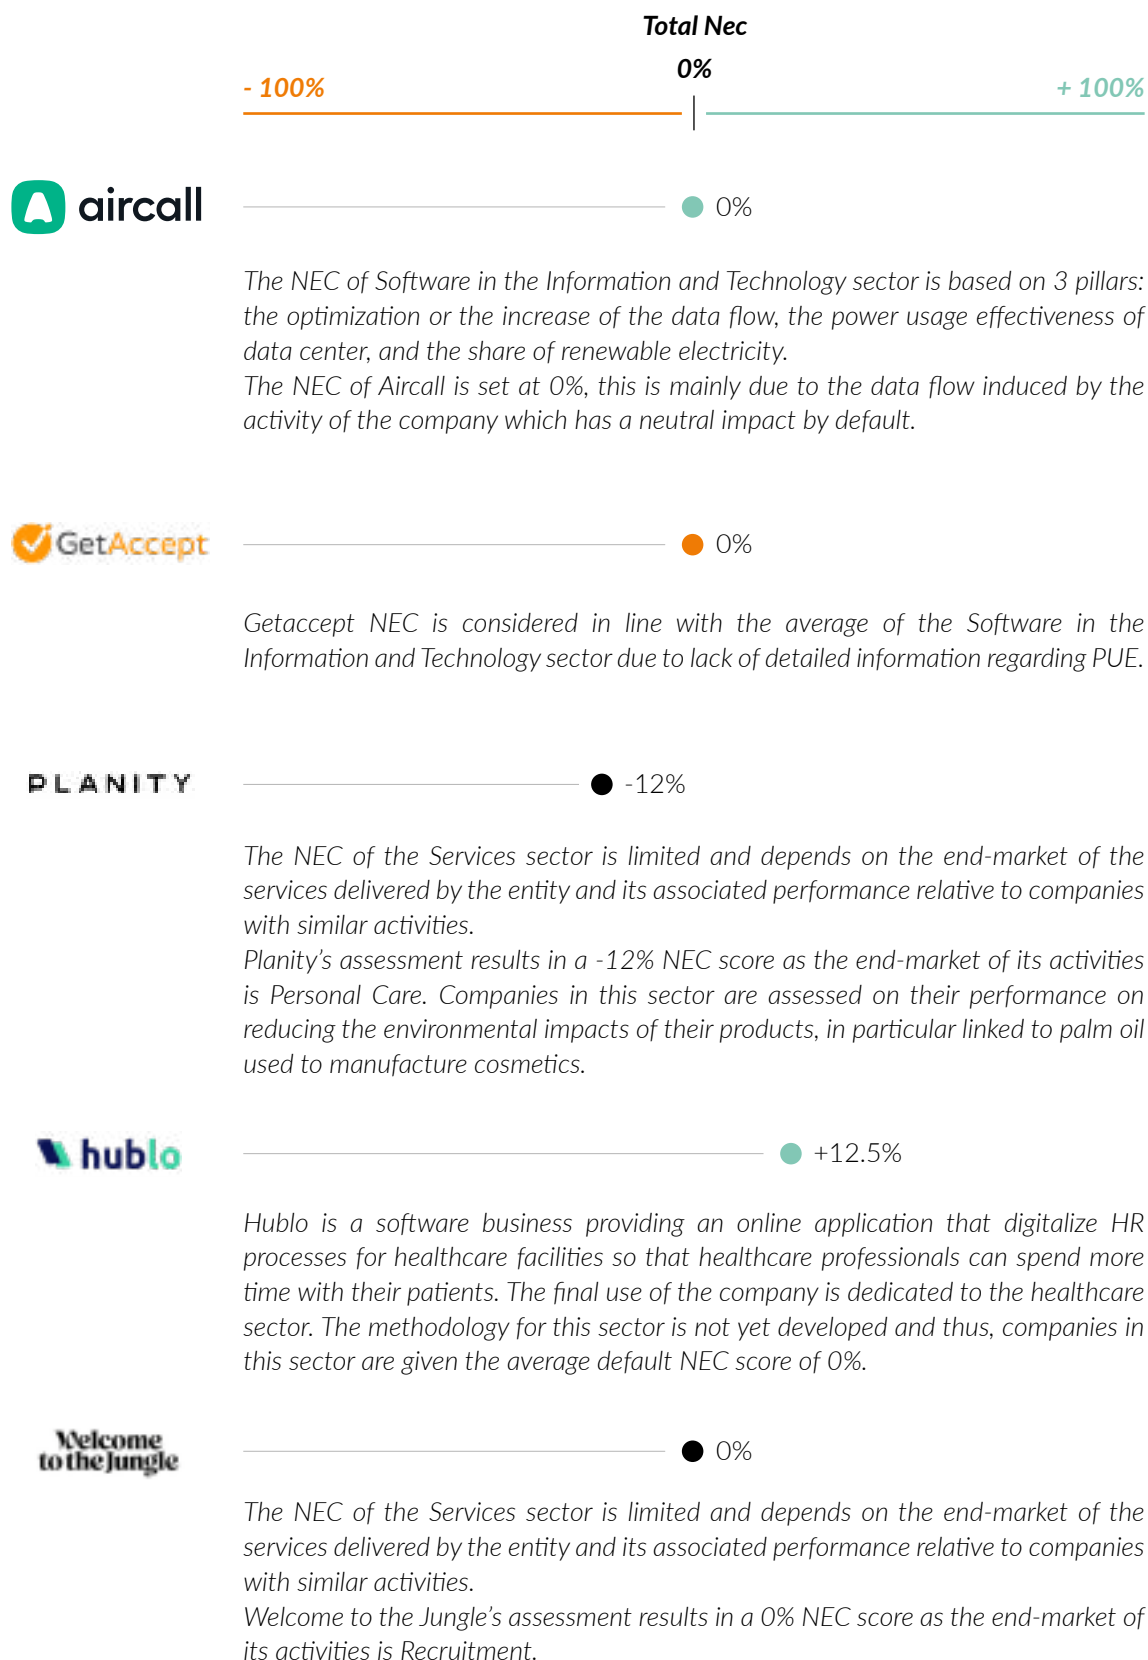 Total Nec
0%
- 100%
+ 100%
aircall
0%
The NEC of Software in the Information and Technology sector is based on 3 pillars:
the optimization or the increase of the data flow, the power usage effectiveness of
data center, and the share of renewable electricity.
The NEC of Aircall is set at 0%, this is mainly due to the data flow induced by the
activity of the company which has a neutral impact by default.
GetAccept
0%
Getaccept NEC is considered in line with the average of the Software in the
Information and Technology sector due to lack of detailed information regarding PUE.
PLANITY
-12%
The NEC of the Services sector is limited and depends on the end-market of the
services delivered by the entity and its associated performance relative to companies
with similar activities.
Planity’s assessment results in a -12% NEC score as the end-market of its activities
is Personal Care. Companies in this sector are assessed on their performance on
reducing the environmental impacts of their products, in particular linked to palm oil
used to manufacture cosmetics.
hublo
+12.5%
Hublo is a software business providing an online application that digitalize HR
processes for healthcare facilities so that healthcare professionals can spend more
time with their patients. The final use of the company is dedicated to the healthcare
sector. The methodology for this sector is not yet developed and thus, companies in
this sector are given the average default NEC score of 0%.
Welcome
to the Jungle
0%
The NEC of the Services sector is limited and depends on the end-market of the
services delivered by the entity and its associated performance relative to companies
with similar activities.
Welcome to the Jungle’s assessment results in a 0% NEC score as the end-market of
its activities is Recruitment.